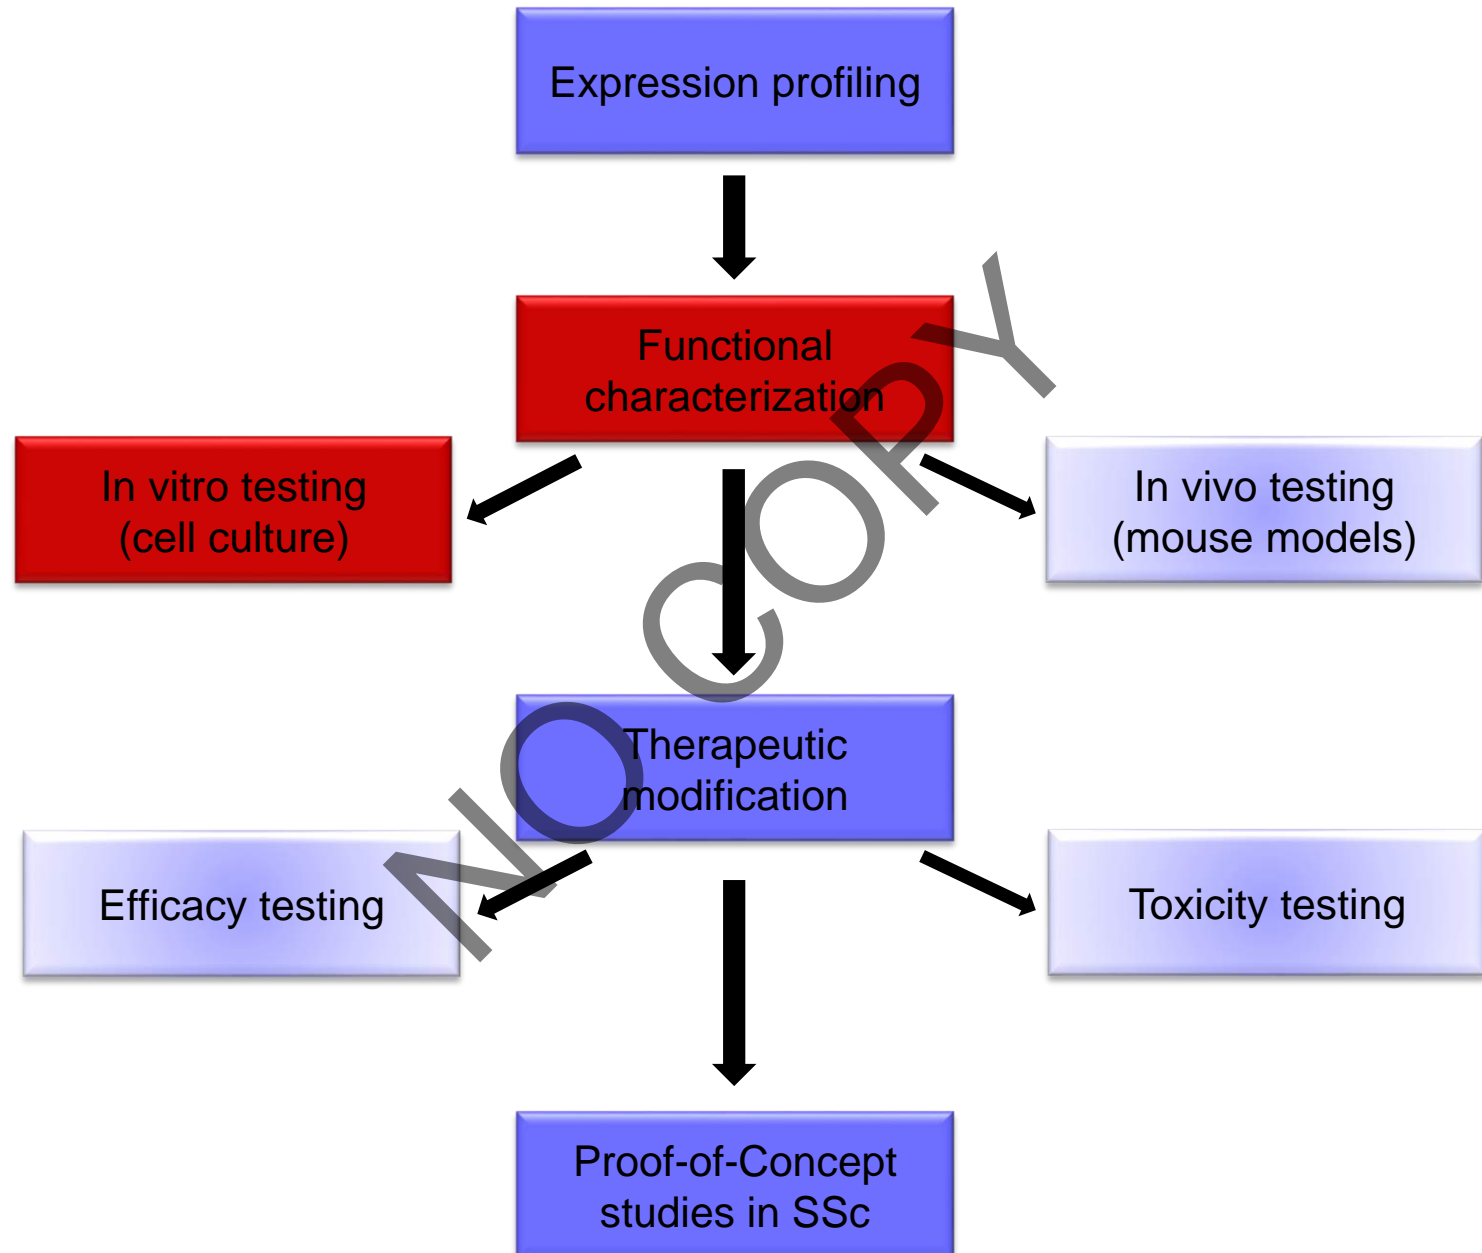 Expression profiling
Functional
characterization
In vitro testing
(cell culture)
In vivo testing
(mouse models)
Therapeutic
modification
Efficacy testing
Toxicity testing
Proof-of-Concept
studies in SSc
NO COPY